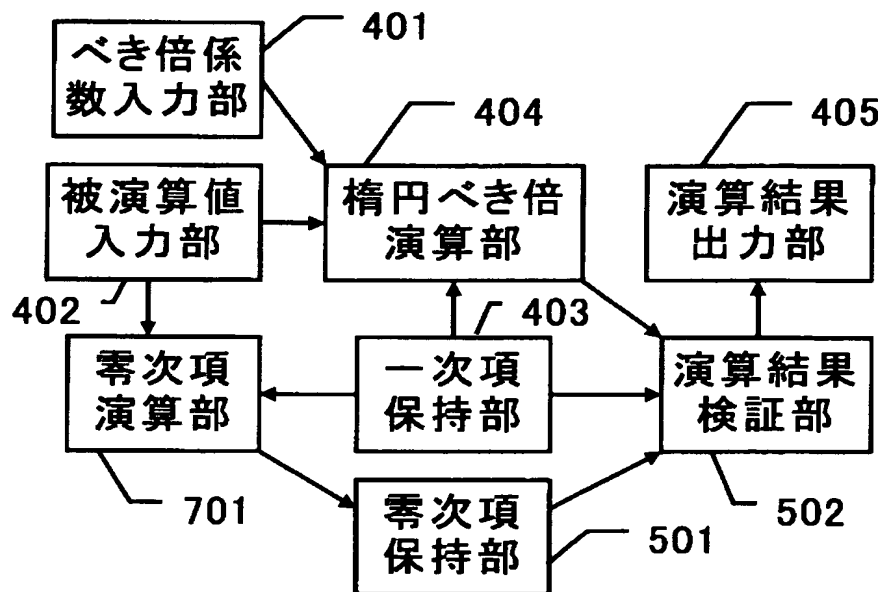 べき倍係
数入力部
401
被演算値
入力部
402
楕円べき倍
演算部
404
演算結果
出力部
405
零次項
演算部
701
一次項
保持部
403
演算結果
検証部
502
零次項
保持部
501